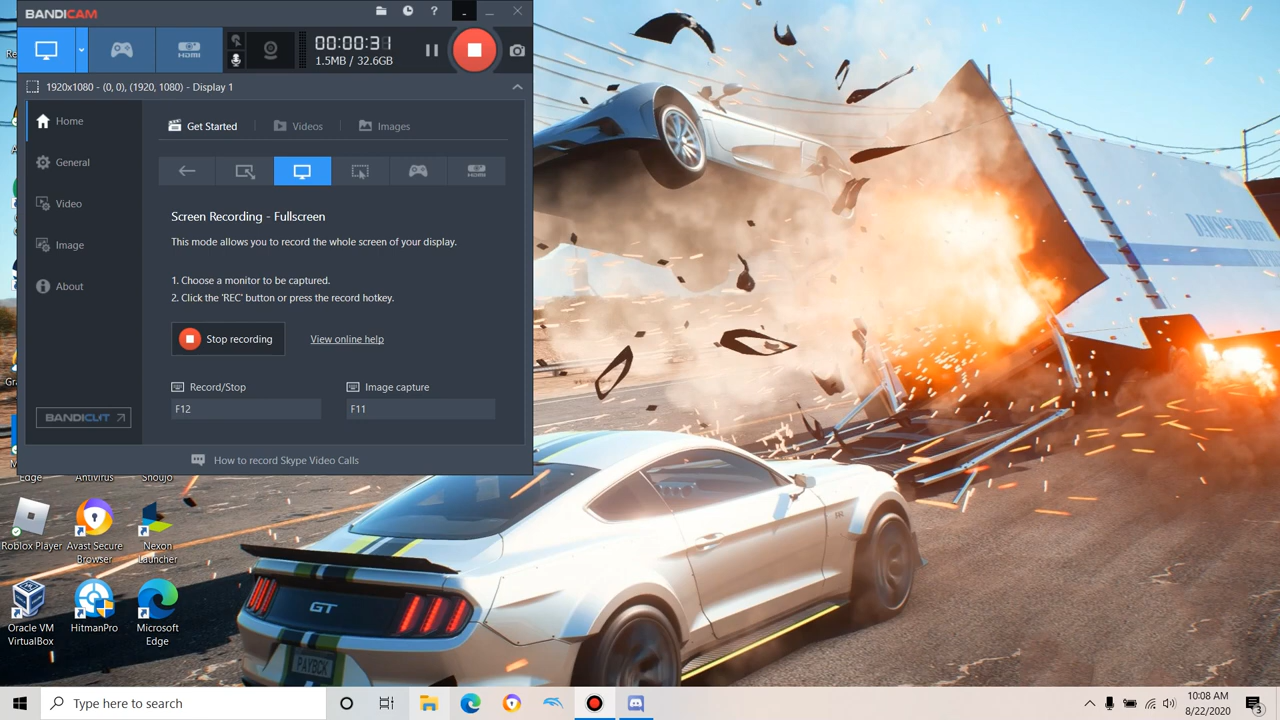 BANDICAM
?
HDMI
00:00:31
1.5MB / 32.6GB
1920x1080 - (0, 0), (1920, 1080) - Display 1
Home
General
Video
Image
About
BANDICUT
Get Started
Videos
Images
HDMI
Screen Recording - Fullscreen
This mode allows you to record the whole screen of your display.
1. Choose a monitor to be captured.
2. Click the 'REC' button or press the record hotkey.
Stop recording
View online help
Record/Stop
Image capture
F12
F11
How to record Skype Video Calls
Edge
Antivirus
Shoujo
Roblox Player
Avast Secure Browser
Nexon Launcher
Oracle VM VirtualBox
HitmanPro
Microsoft Edge
GT
PAYBCK
Type here to search
10:08 AM
8/22/2020
3